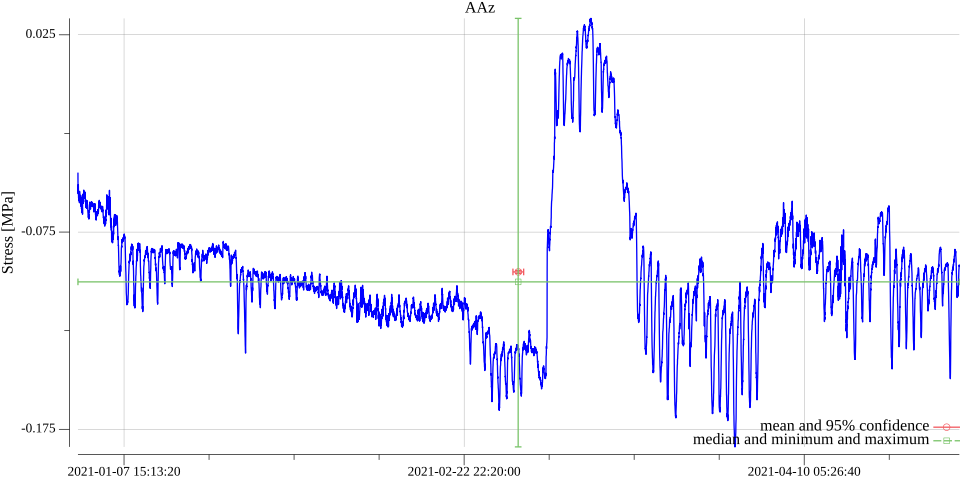 AAz
0.025
Stress [MPa]
-0.075
-0.175
mean and 95% confidence
median and minimum and maximum
2021-01-07 15:13:20
2021-02-22 22:20:00
2021-04-10 05:26:40